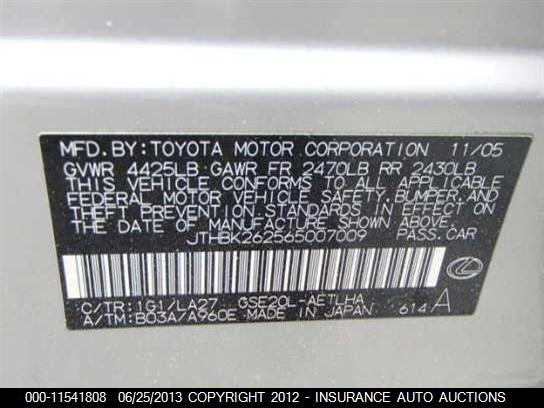 MFD.BY:TOYOTA MOTOR CORPORATION 11/05
GVWR 4425LB GAWR FR 2470LB RR 2430LB
THIS VEHICLE CONFORMS TO ALL APPLICABLE
FEDERAL MOTOR VEHICLE SAFETY,BUMPER,AND
THEFT PREVENTION STANDARDS IN EFFECT ON
THE DATE OF MANUFACTURE SHOWN ABOVE.
JTHBK262565007009 PASS.CAR
C/TR:1G1/LA27 GSE20L-AETLHA
A/TM:B03A/A960E MADE IN JAPAN 614 A
000-11541808 06/25/2013 COPYRIGHT 2012 - INSURANCE AUTO AUCTIONS